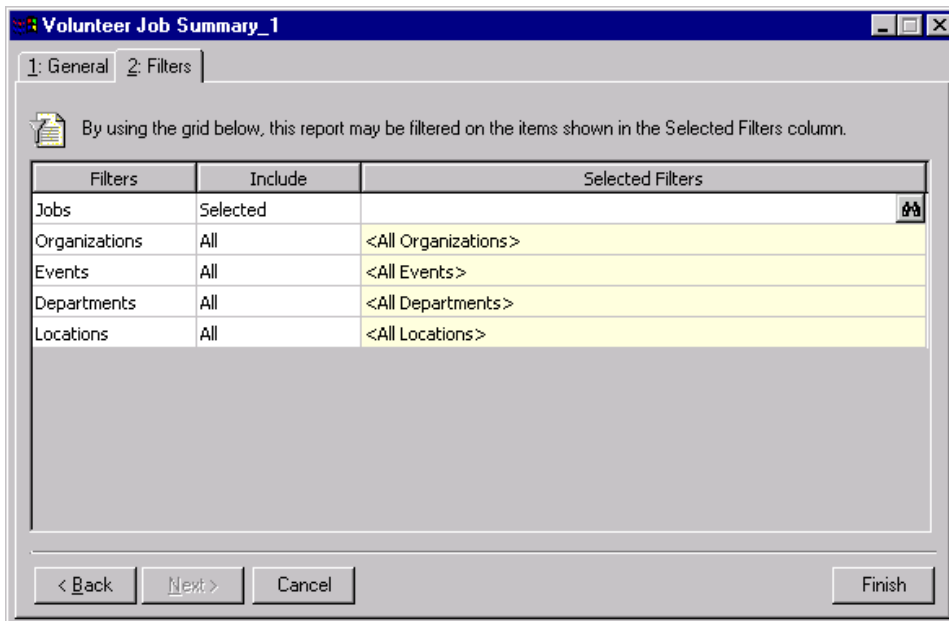 Volunteer Job Summary_1
1: General 2: Filters
By using the grid below, this report may be filtered on the items shown in the Selected Filters column.
Filters Include Selected Filters
Jobs Selected
Organizations All <All Organizations>
Events All <All Events>
Departments All <All Departments>
Locations All <All Locations>
< Back Next > Cancel Finish